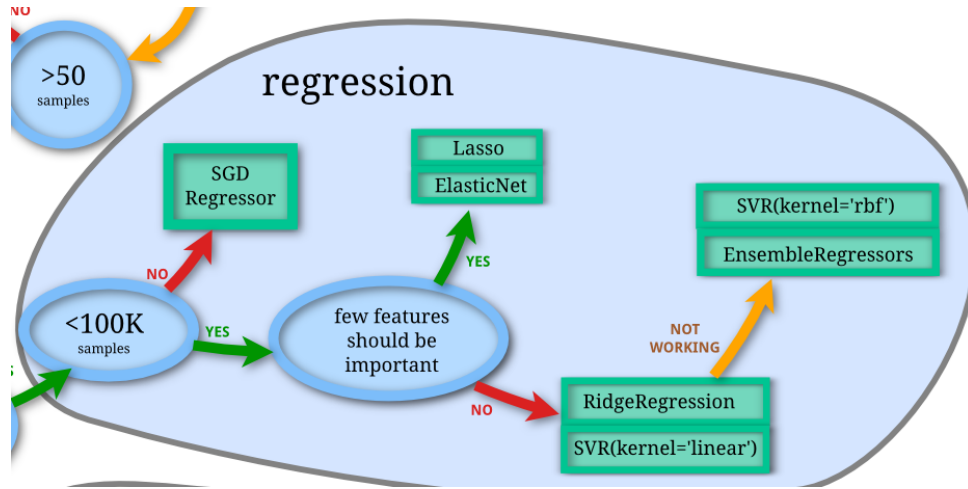 NO
>50
samples
regression
SGD
Regressor
Lasso
ElasticNet
SVR(kernel='rbf')
EnsembleRegressors
NO
YES
<100K
samples
YES
few features
should be
important
NOT
WORKING
NO
RidgeRegression
SVR(kernel='linear')